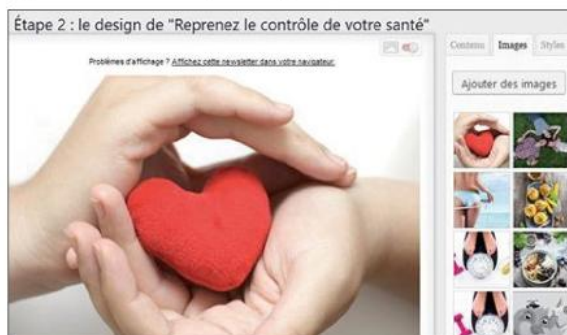 Étape 2 : le design de "Reprenez le contrôle de votre santé"
Problèmes d'affichage ? Affichez cette newsletter dans votre navigateur.
Contenu Images Styles
Ajouter des images